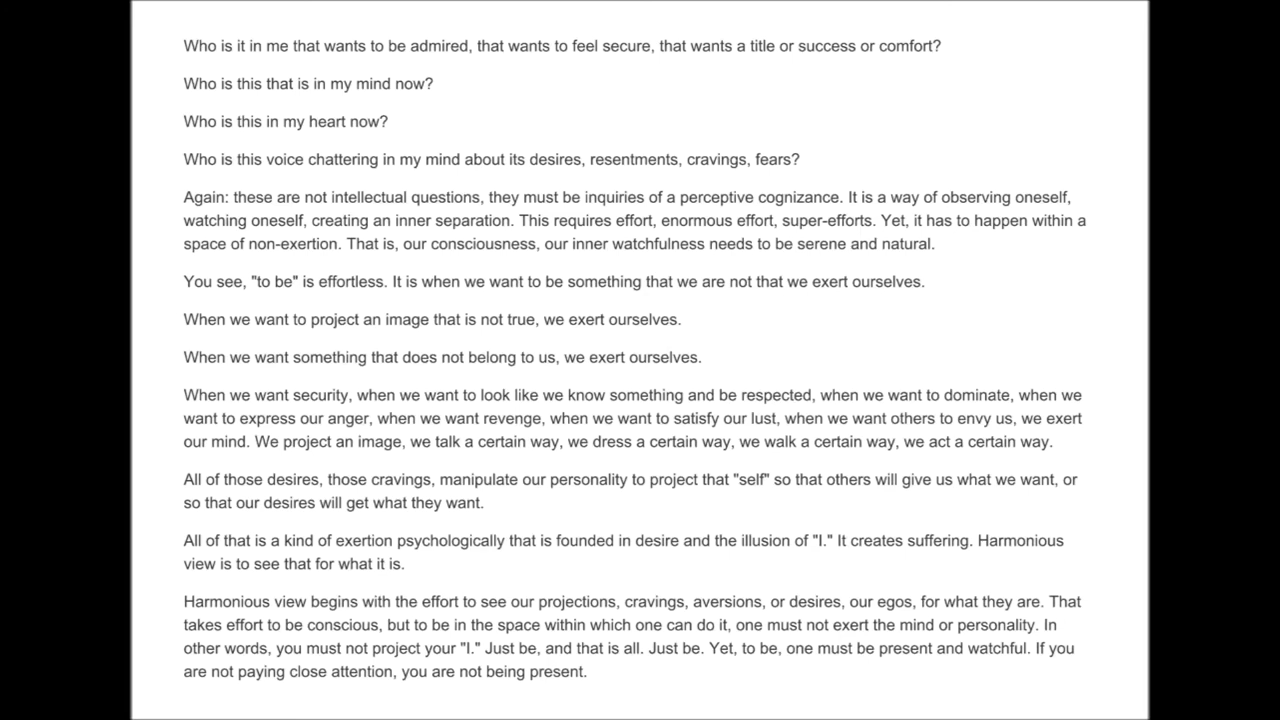 Who is it in me that wants to be admired, that wants to feel secure, that wants a title or success or comfort?
Who is this that is in my mind now?
Who is this in my heart now?
Who is this voice chattering in my mind about its desires, resentments, cravings, fears?
Again: these are not intellectual questions, they must be inquiries of a perceptive cognizance. It is a way of observing oneself,
watching oneself, creating an inner separation. This requires effort, enormous effort, super-efforts. Yet, it has to happen within a
space of non-exertion. That is, our consciousness, our inner watchfulness needs to be serene and natural.
You see, "to be" is effortless. It is when we want to be something that we are not that we exert ourselves.
When we want to project an image that is not true, we exert ourselves.
When we want something that does not belong to us, we exert ourselves.
When we want security, when we want to look like we know something and be respected, when we want to dominate, when we
want to express our anger, when we want revenge, when we want to satisfy our lust, when we want others to envy us, we exert
our mind. We project an image, we talk a certain way, we dress a certain way, we walk a certain way, we act a certain way.
All of those desires, those cravings, manipulate our personality to project that "self" so that others will give us what we want, or
so that our desires will get what they want.
All of that is a kind of exertion psychologically that is founded in desire and the illusion of "I." It creates suffering. Harmonious
view is to see that for what it is.
Harmonious view begins with the effort to see our projections, cravings, aversions, or desires, our egos, for what they are. That
takes effort to be conscious, but to be in the space within which one can do it, one must not exert the mind or personality. In
other words, you must not project your "I." Just be, and that is all. Just be. Yet, to be, one must be present and watchful. If you
are not paying close attention, you are not being present.